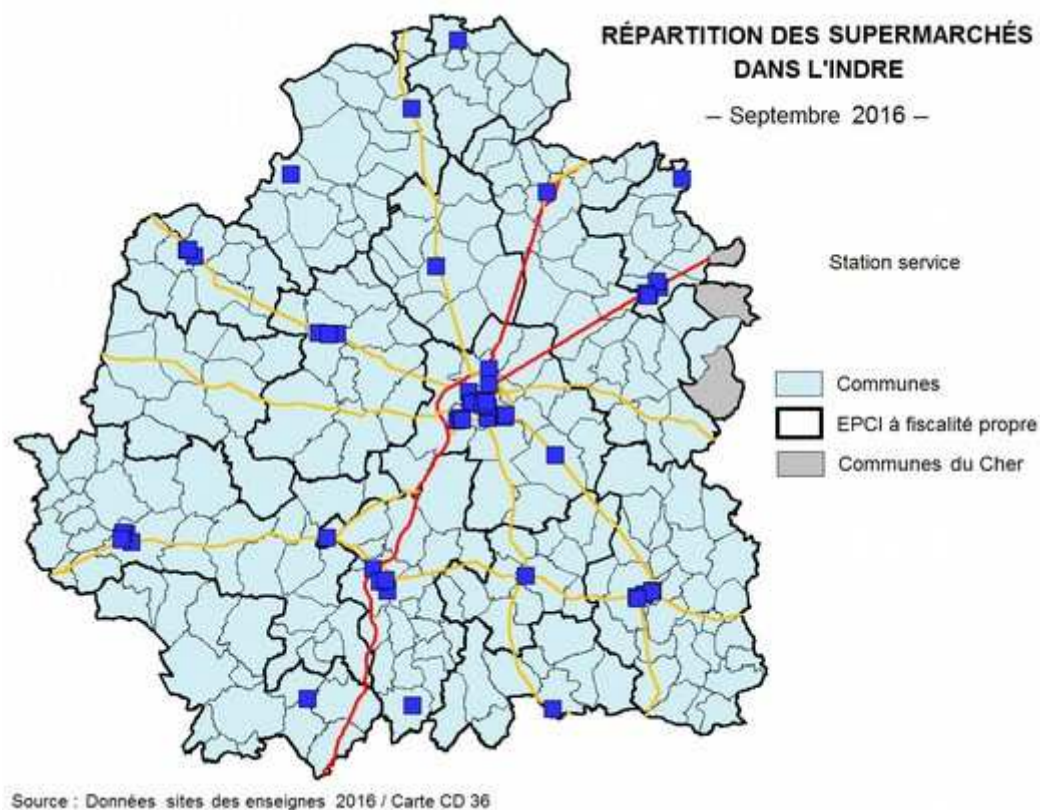 RÉPARTITION DES SUPERMARCHÉS
DANS L'INDRE
– Septembre 2016 –
Station service
Communes
EPCI à fiscalité propre
Communes du Cher
Source : Données sites des enseignes 2016 / Carte CD 36